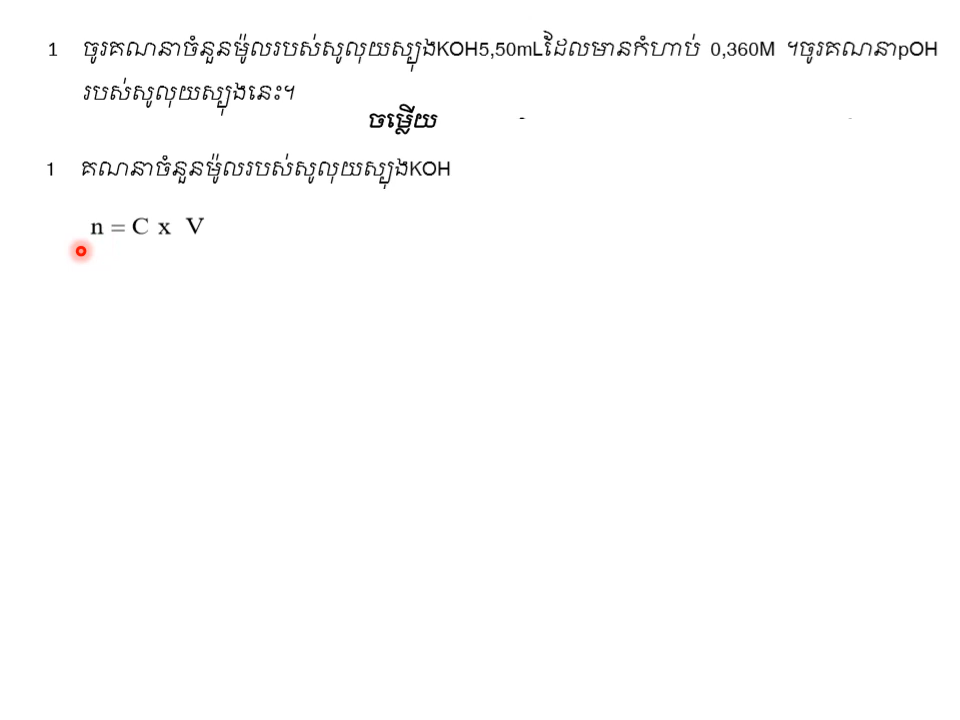 1 ចូរគណនាចំនួនម៉ូលរបស់សូលុយស្យុងKOH5,50mLដែលមានកំហាប់ 0,360M ។ចូរគណនាpOH
របស់សូលុយស្យុងនេះ។
ចម្លើយ
1 គណនាចំនួនម៉ូលរបស់សូលុយស្យុងKOH
n = C x V